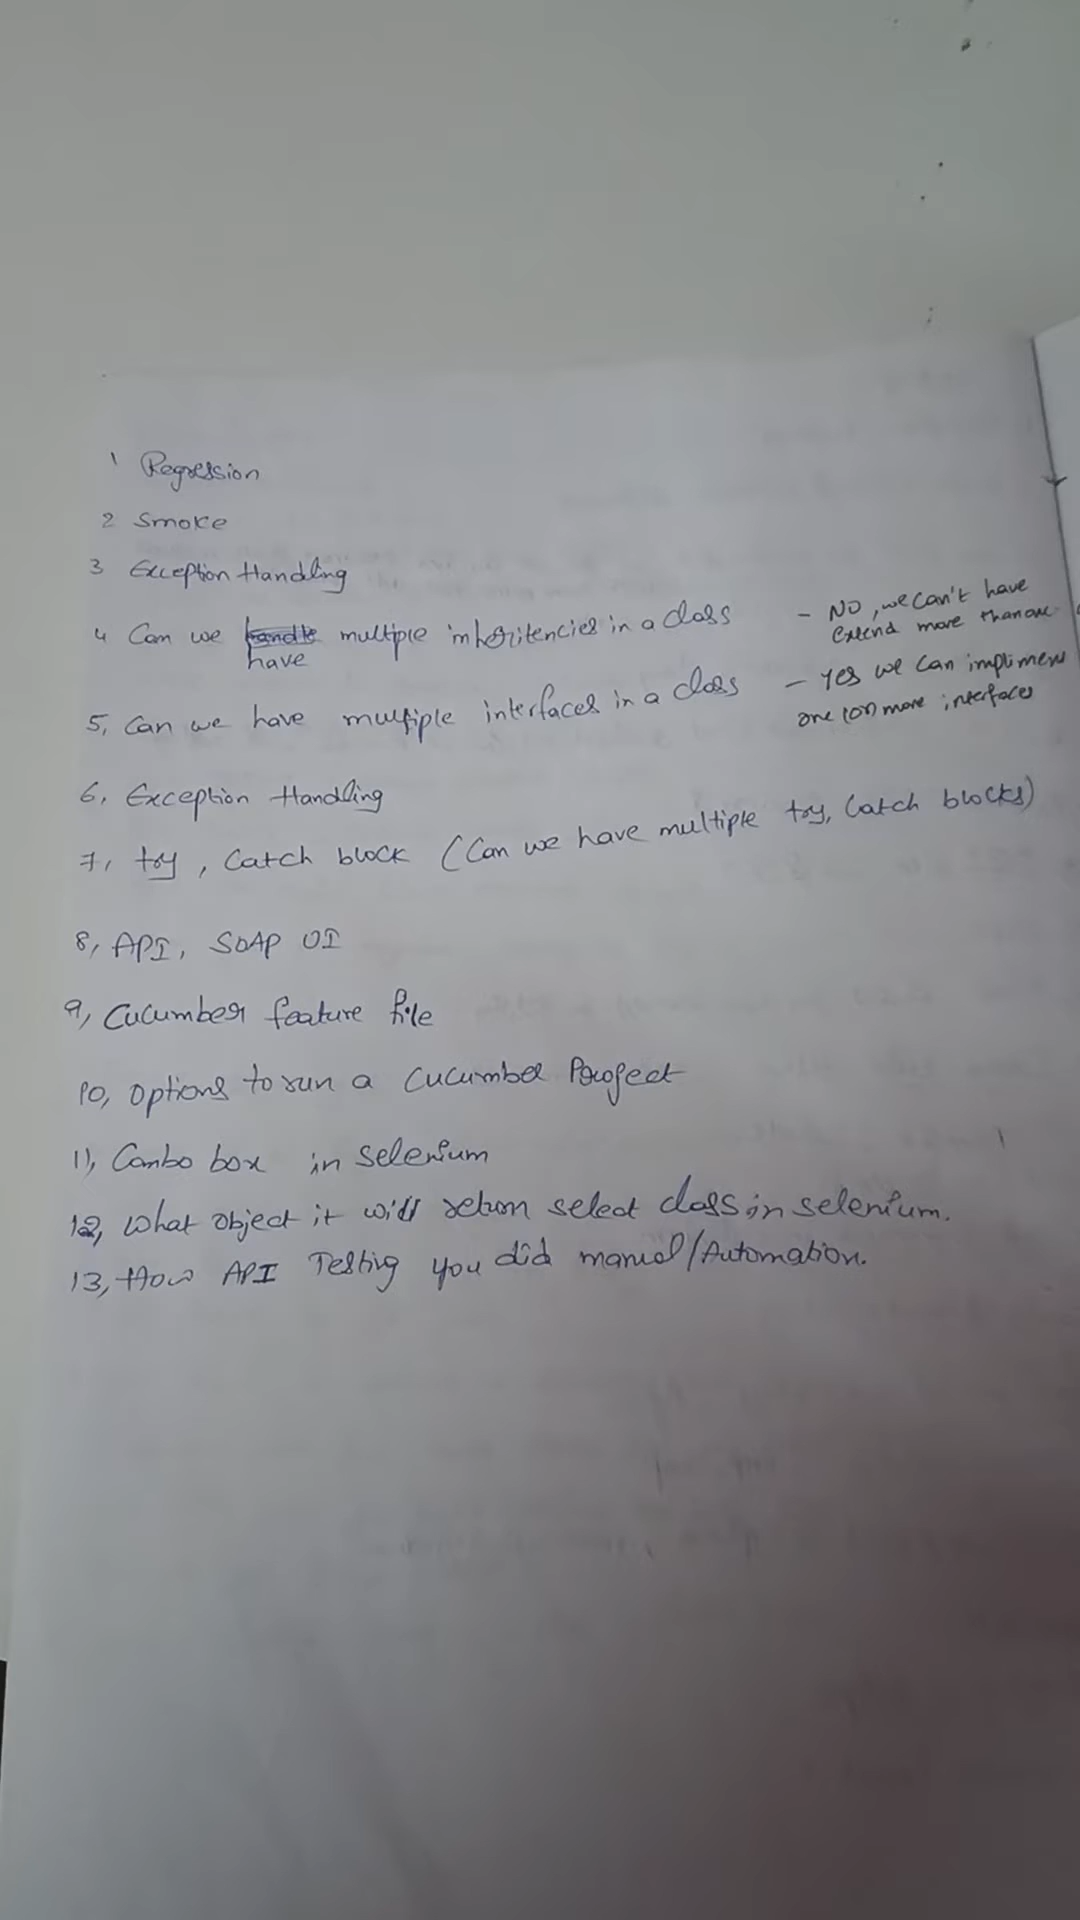 1 Regression
2 Smoke
3 Exception Handling
4 Can we have multiple inheritencies in a class - NO, we can't have extend more than one
5, Can we have multiple interfaces in a class - Yes we can impliment one (or) more interfaces
6, Exception Handling
7, try, Catch block (Can we have multiple try, Catch blocks)
8, API, SOAP UI
9, Cucumber feature file
10, Options to run a Cucumber Project
11, Combo box in Selenium
12, What object it will return select class in selenium.
13, How API Testing you did manual/Automation.